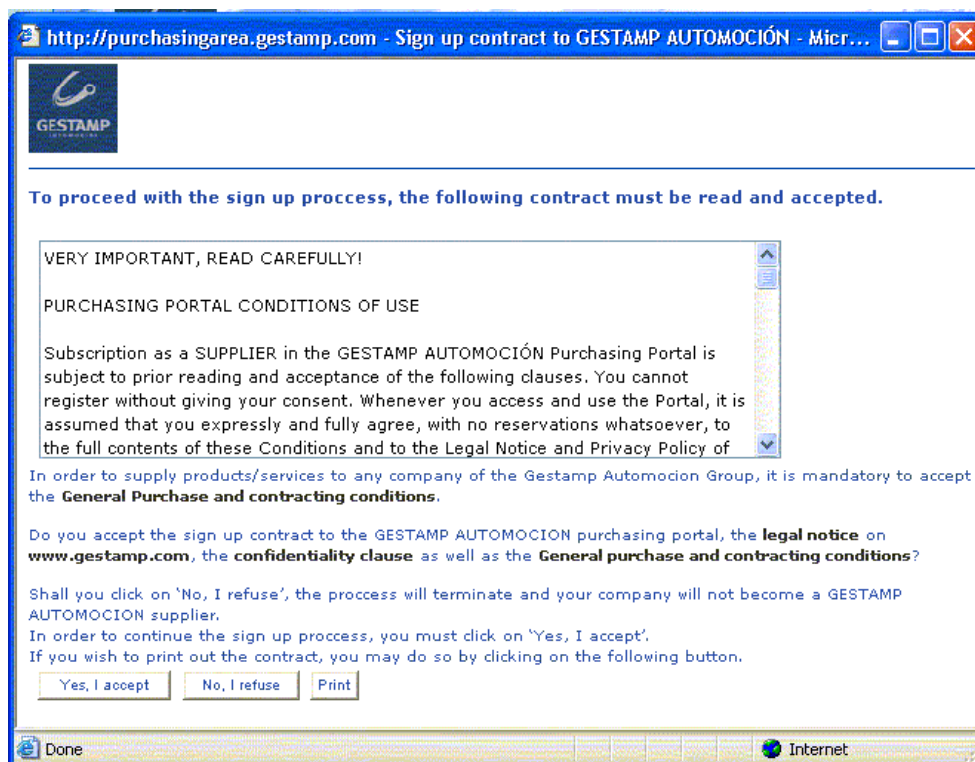 http://purchasingarea.gestamp.com - Sign up contract to GESTAMP AUTOMOCIÓN - Micr...
GESTAMP
To proceed with the sign up proccess, the following contract must be read and accepted.
VERY IMPORTANT, READ CAREFULLY!
PURCHASING PORTAL CONDITIONS OF USE
Subscription as a SUPPLIER in the GESTAMP AUTOMOCIÓN Purchasing Portal is
subject to prior reading and acceptance of the following clauses. You cannot
register without giving your consent. Whenever you access and use the Portal, it is
assumed that you expressly and fully agree, with no reservations whatsoever, to
the full contents of these Conditions and to the Legal Notice and Privacy Policy of
In order to supply products/services to any company of the Gestamp Automocion Group, it is mandatory to accept
the General Purchase and contracting conditions.
Do you accept the sign up contract to the GESTAMP AUTOMOCION purchasing portal, the legal notice on
www.gestamp.com, the confidentiality clause as well as the General purchase and contracting conditions?
Shall you click on 'No, I refuse', the proccess will terminate and your company will not become a GESTAMP
AUTOMOCION supplier.
In order to continue the sign up proccess, you must click on 'Yes, I accept'.
If you wish to print out the contract, you may do so by clicking on the following button.
Yes, I accept No, I refuse Print
Done Internet